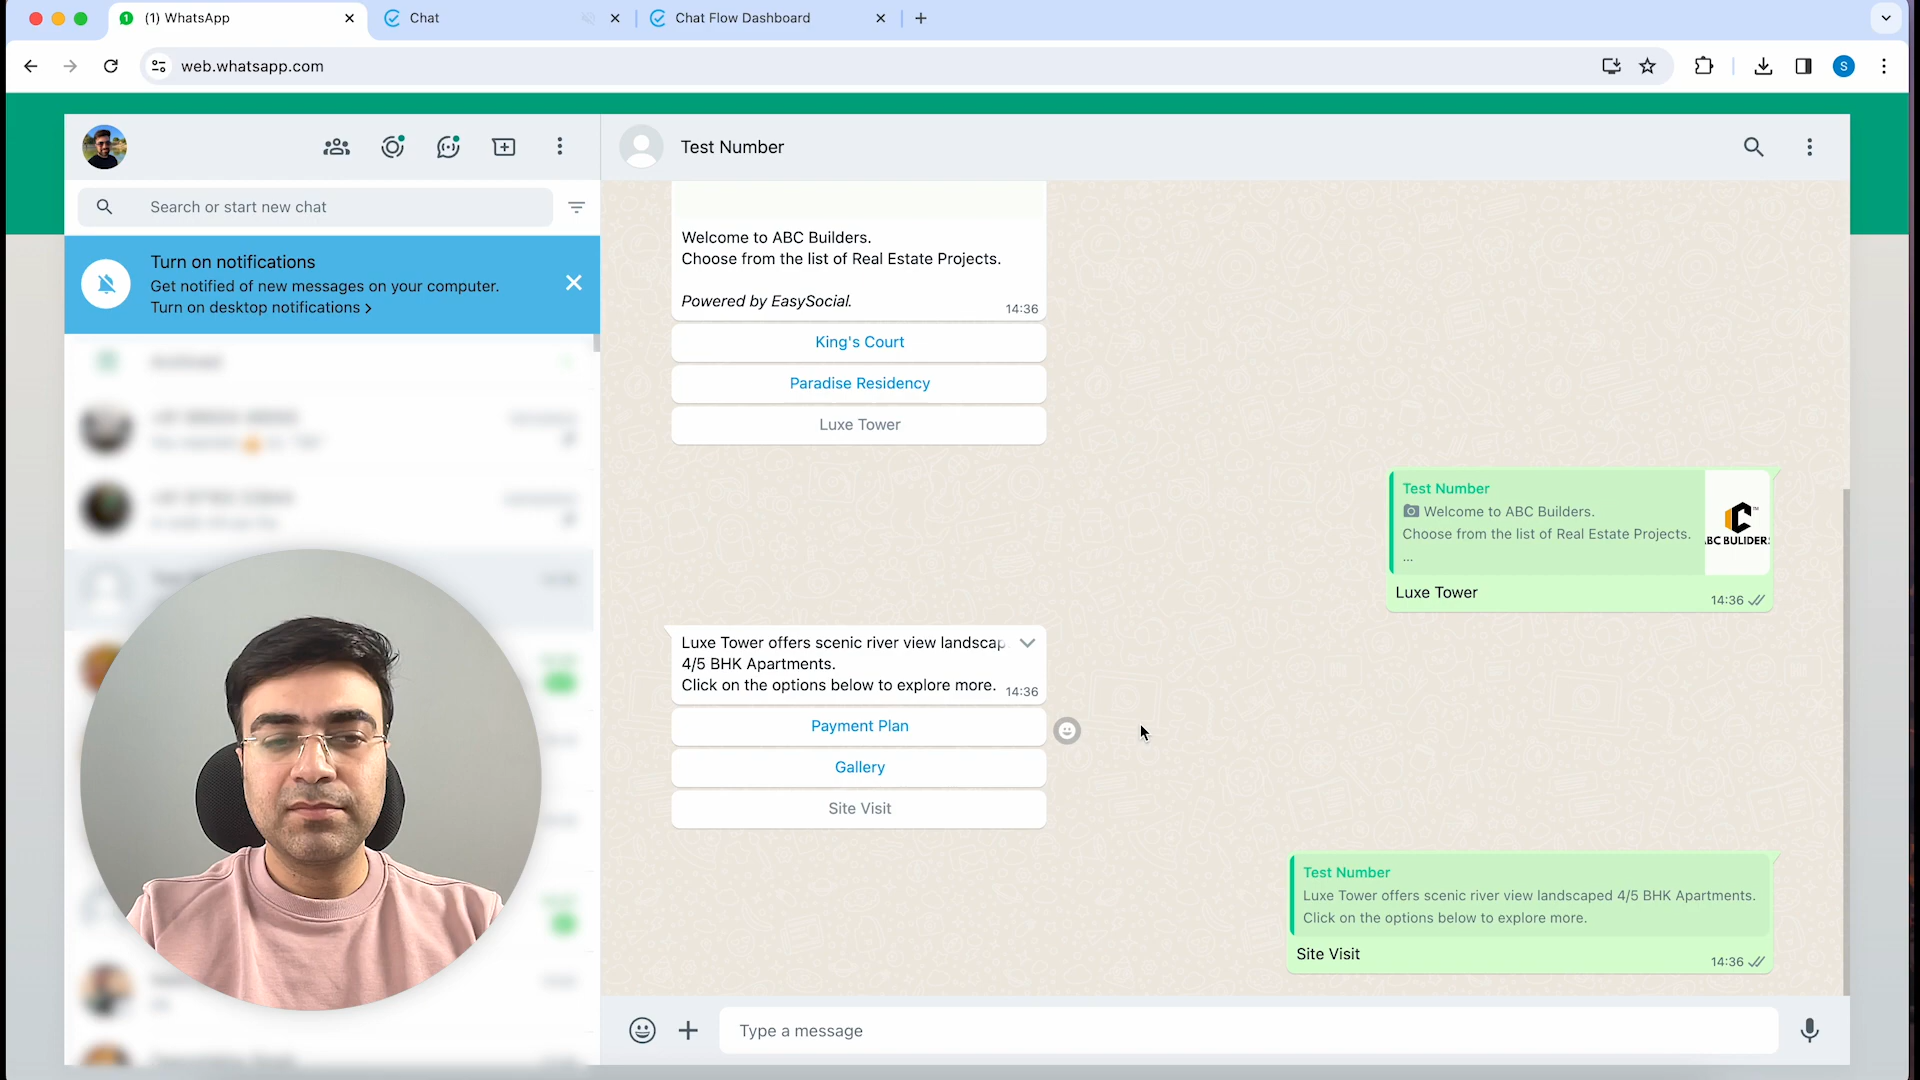 (1) WhatsApp
Chat
Chat Flow Dashboard
web.whatsapp.com
S
Search or start new chat
Turn on notifications
Get notified of new messages on your computer.
Turn on desktop notifications >
Archived
Test Number
Welcome to ABC Builders.
Choose from the list of Real Estate Projects.
Powered by EasySocial.
14:36
King's Court
Paradise Residency
Luxe Tower
Test Number
Welcome to ABC Builders.
Choose from the list of Real Estate Projects.
...
BC BUILDER
Luxe Tower
14:36
Luxe Tower offers scenic river view landscap
4/5 BHK Apartments.
Click on the options below to explore more.
14:36
Payment Plan
Gallery
Site Visit
Test Number
Luxe Tower offers scenic river view landscaped 4/5 BHK Apartments.
Click on the options below to explore more.
Site Visit
14:36
Type a message